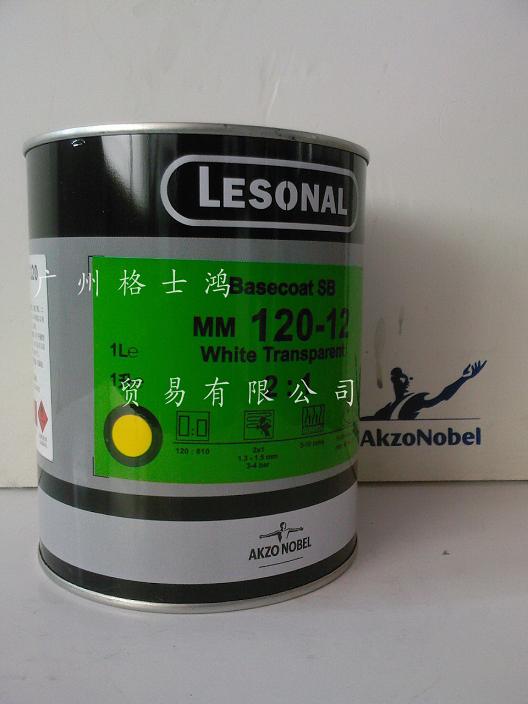 LESONAL
20
广州格士鸿
Basecoat SB
MM 120-12
1Le
White Transparent
2 : 1
贸易有限公司
120 : 810
2x1
1.3 - 1.5 mm
3-4 bar
AkzoNobel
AKZO NOBEL